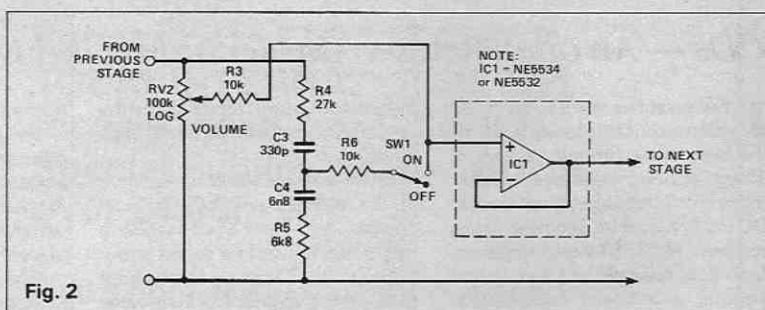 FROM
PREVIOUS
STAGE
RV2
100k
LOG
VOLUME
R3
10k
R4
27k
C3
330p
R6
10k
C4
6n8
R5
6k8
SW1
ON
OFF
NOTE:
IC1 – NE5534
or NE5532
+
IC1
−
TO NEXT
STAGE
Fig. 2